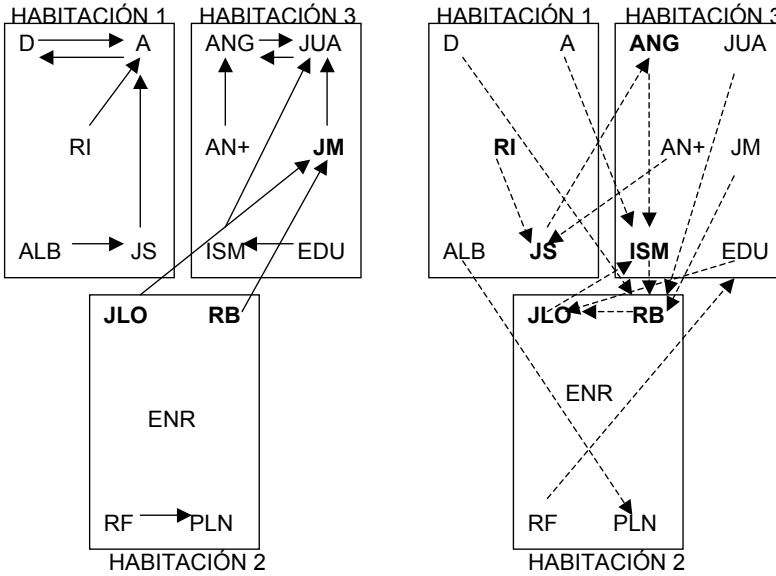 HABITACIÓN 1 HABITACIÓN 3
D A ANG JUA
RI AN+ JM
ALB JS ISM EDU
JLO RB
ENR
RF PLN
HABITACIÓN 2
HABITACIÓN 1 HABITACIÓN 3
D A ANG JUA
RI AN+ JM
ALB JS ISM EDU
JLO RB
ENR
RF PLN
HABITACIÓN 2